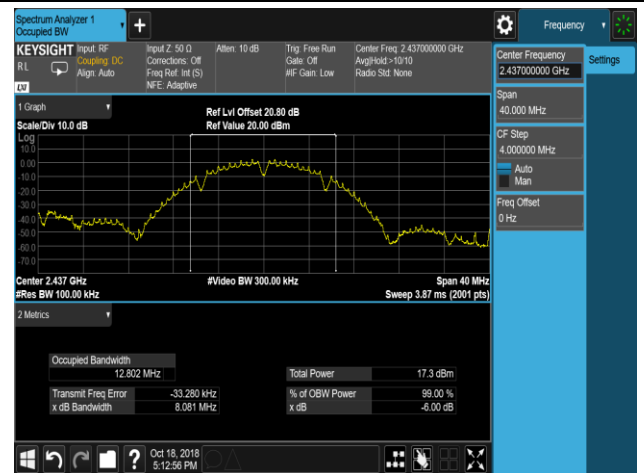 Spectrum Analyzer 1
Occupied BW
Frequency
KEYSIGHT
RL
LXI
Input: RF
Coupling: DC
Align: Auto
Input Z: 50 Ω
Corrections: Off
Freq Ref: Int (S)
NFE: Adaptive
Atten: 10 dB
Trig: Free Run
Gate: Off
#IF Gain: Low
Center Freq: 2.437000000 GHz
Avg|Hold:>10/10
Radio Std: None
Center Frequency
2.437000000 GHz
Settings
Span
40.000 MHz
CF Step
4.000000 MHz
Auto
Man
Freq Offset
0 Hz
1 Graph
Scale/Div 10.0 dB
Ref Lvl Offset 20.80 dB
Ref Value 20.00 dBm
Log
10.0
0.00
-10.0
-20.0
-30.0
-40.0
-50.0
-60.0
-70.0
Center 2.437 GHz
#Video BW 300.00 kHz
Span 40 MHz
#Res BW 100.00 kHz
Sweep 3.87 ms (2001 pts)
2 Metrics
Occupied Bandwidth
12.802 MHz
Total Power 17.3 dBm
Transmit Freq Error -33.280 kHz
% of OBW Power 99.00 %
x dB Bandwidth 8.081 MHz
x dB -6.00 dB
?
Oct 18, 2018
5:12:56 PM